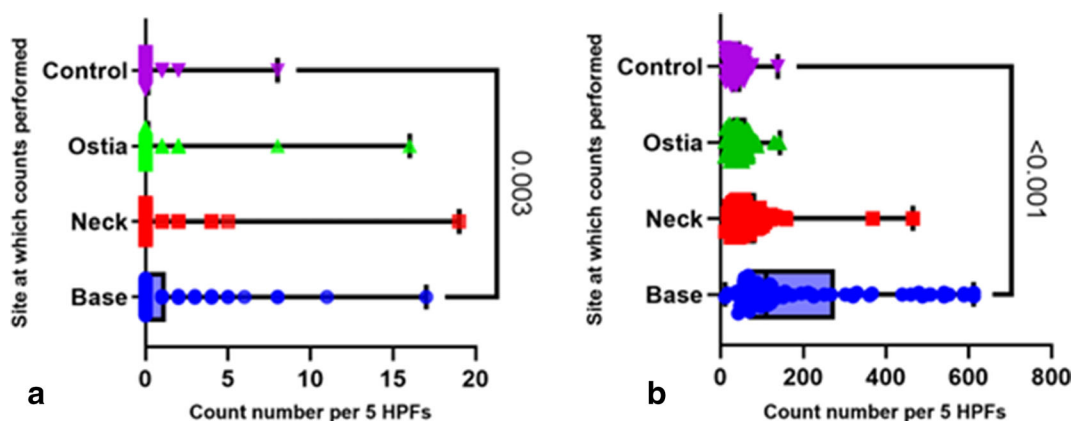 Site at which counts performed
Control
Ostia
Neck
Base
0.003
0 5 10 15 20
Count number per 5 HPFs
a
Site at which counts performed
Control
Ostia
Neck
Base
<0.001
0 200 400 600 800
Count number per 5 HPFs
b